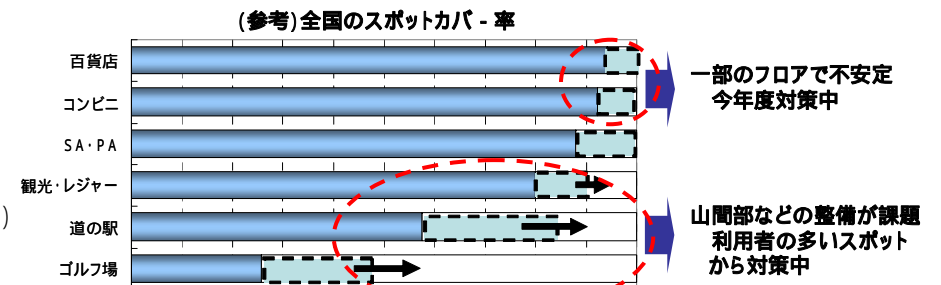 (参考)全国のスポットカバ-率
百貨店
コンビニ
SA・PA
観光・レジャー
道の駅
ゴルフ場
一部のフロアで不安定
今年度対策中
山間部などの整備が課題
利用者の多いスポット
から対策中
)